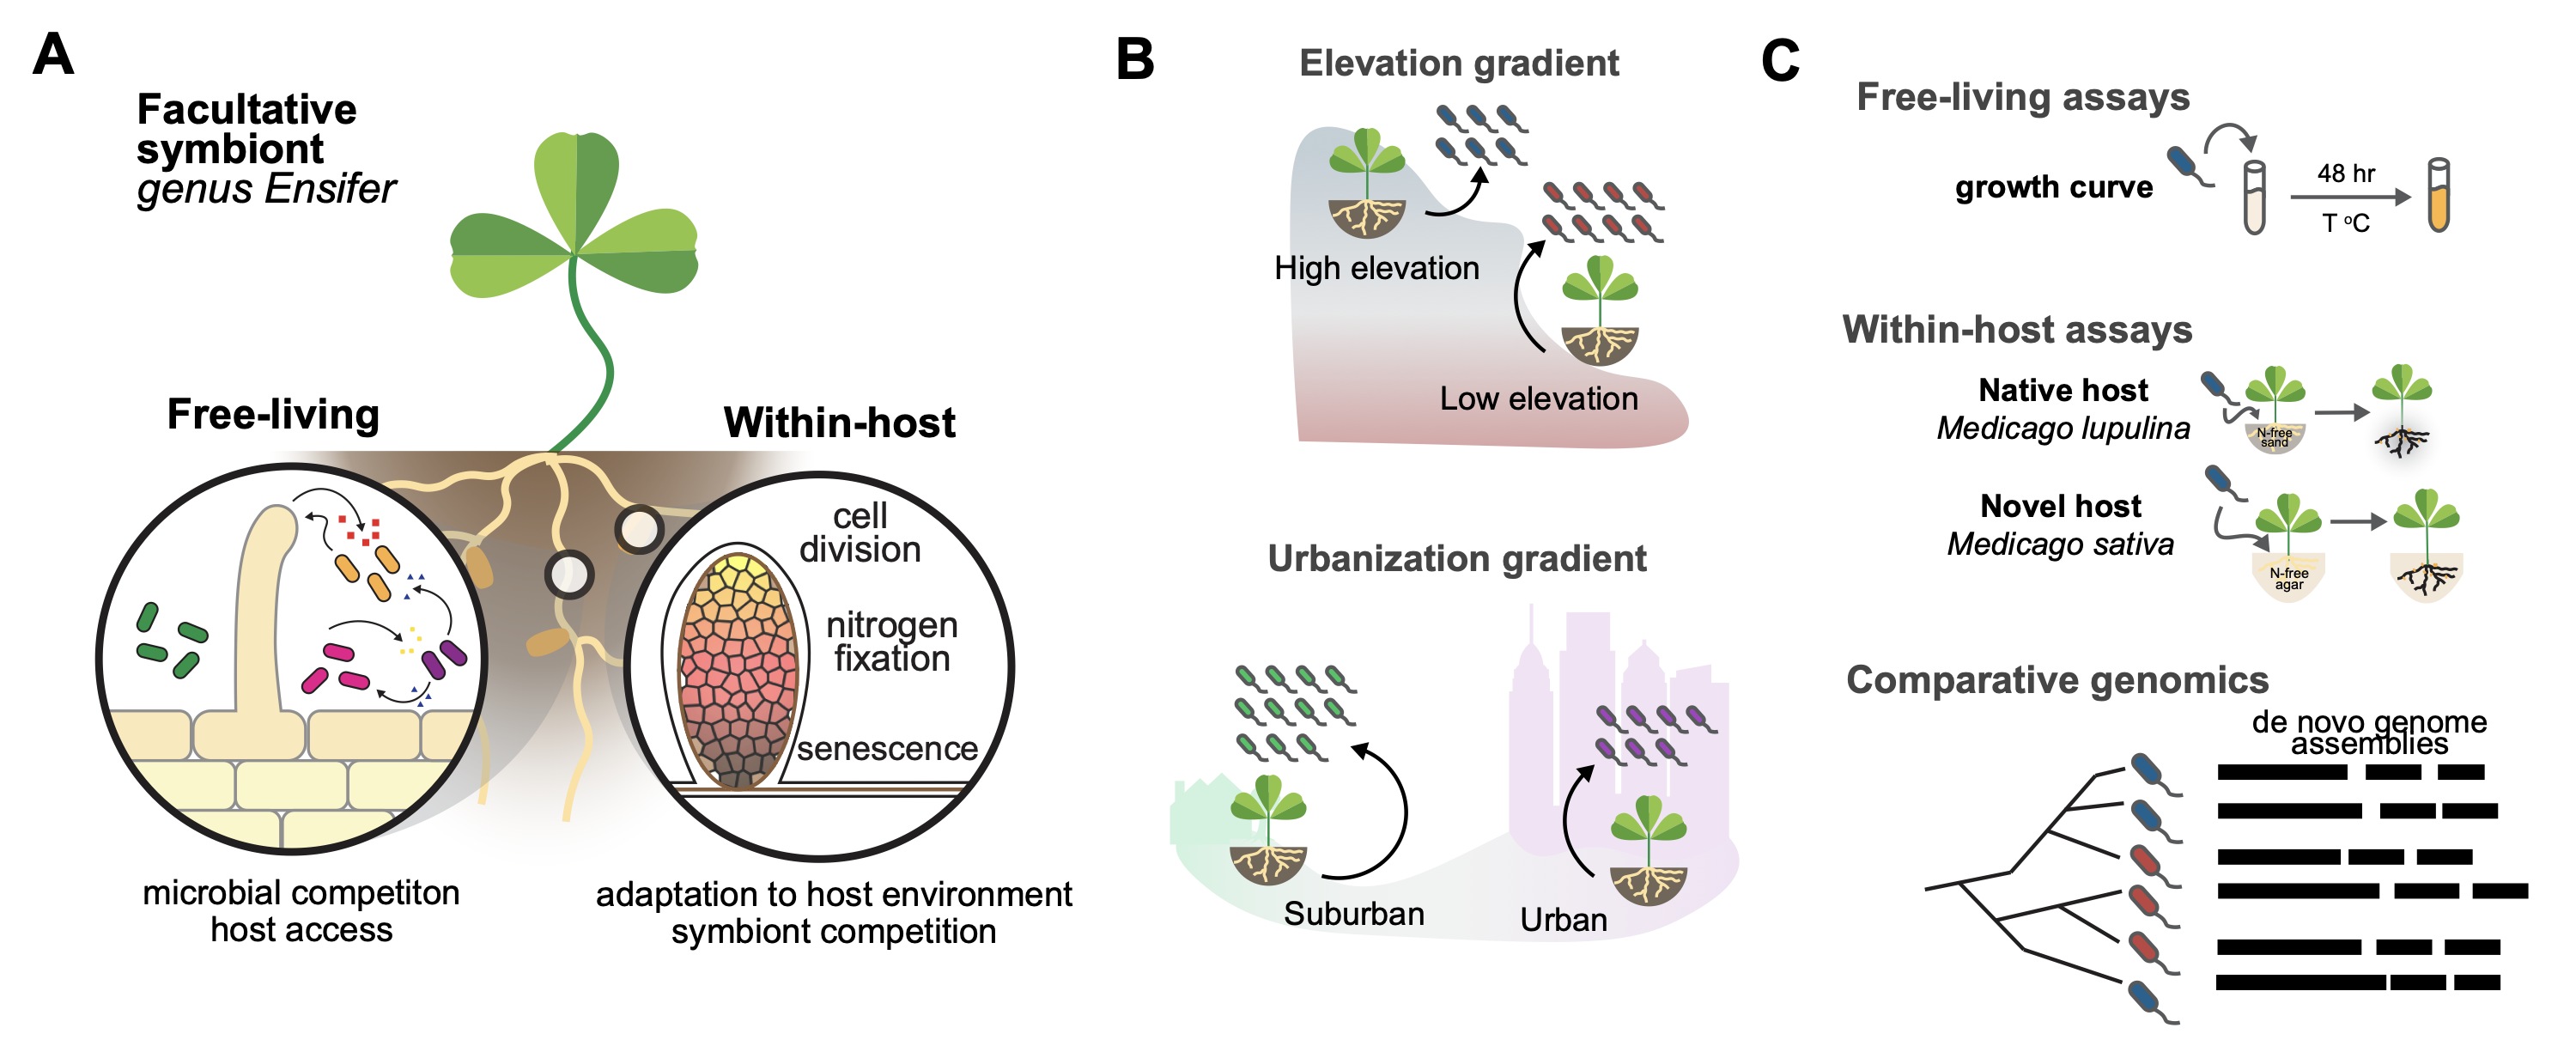 A
Facultative
symbiont
genus Ensifer
Free-living
Within-host
cell
division
nitrogen
fixation
senescence
microbial competiton
host access
adaptation to host environment
symbiont competition
B
Elevation gradient
High elevation
Low elevation
Urbanization gradient
Suburban
Urban
C
Free-living assays
growth curve
48 hr
T °C
Within-host assays
Native host
Medicago lupulina
N-free
sand
Novel host
Medicago sativa
N-free
agar
Comparative genomics
de novo genome
assemblies